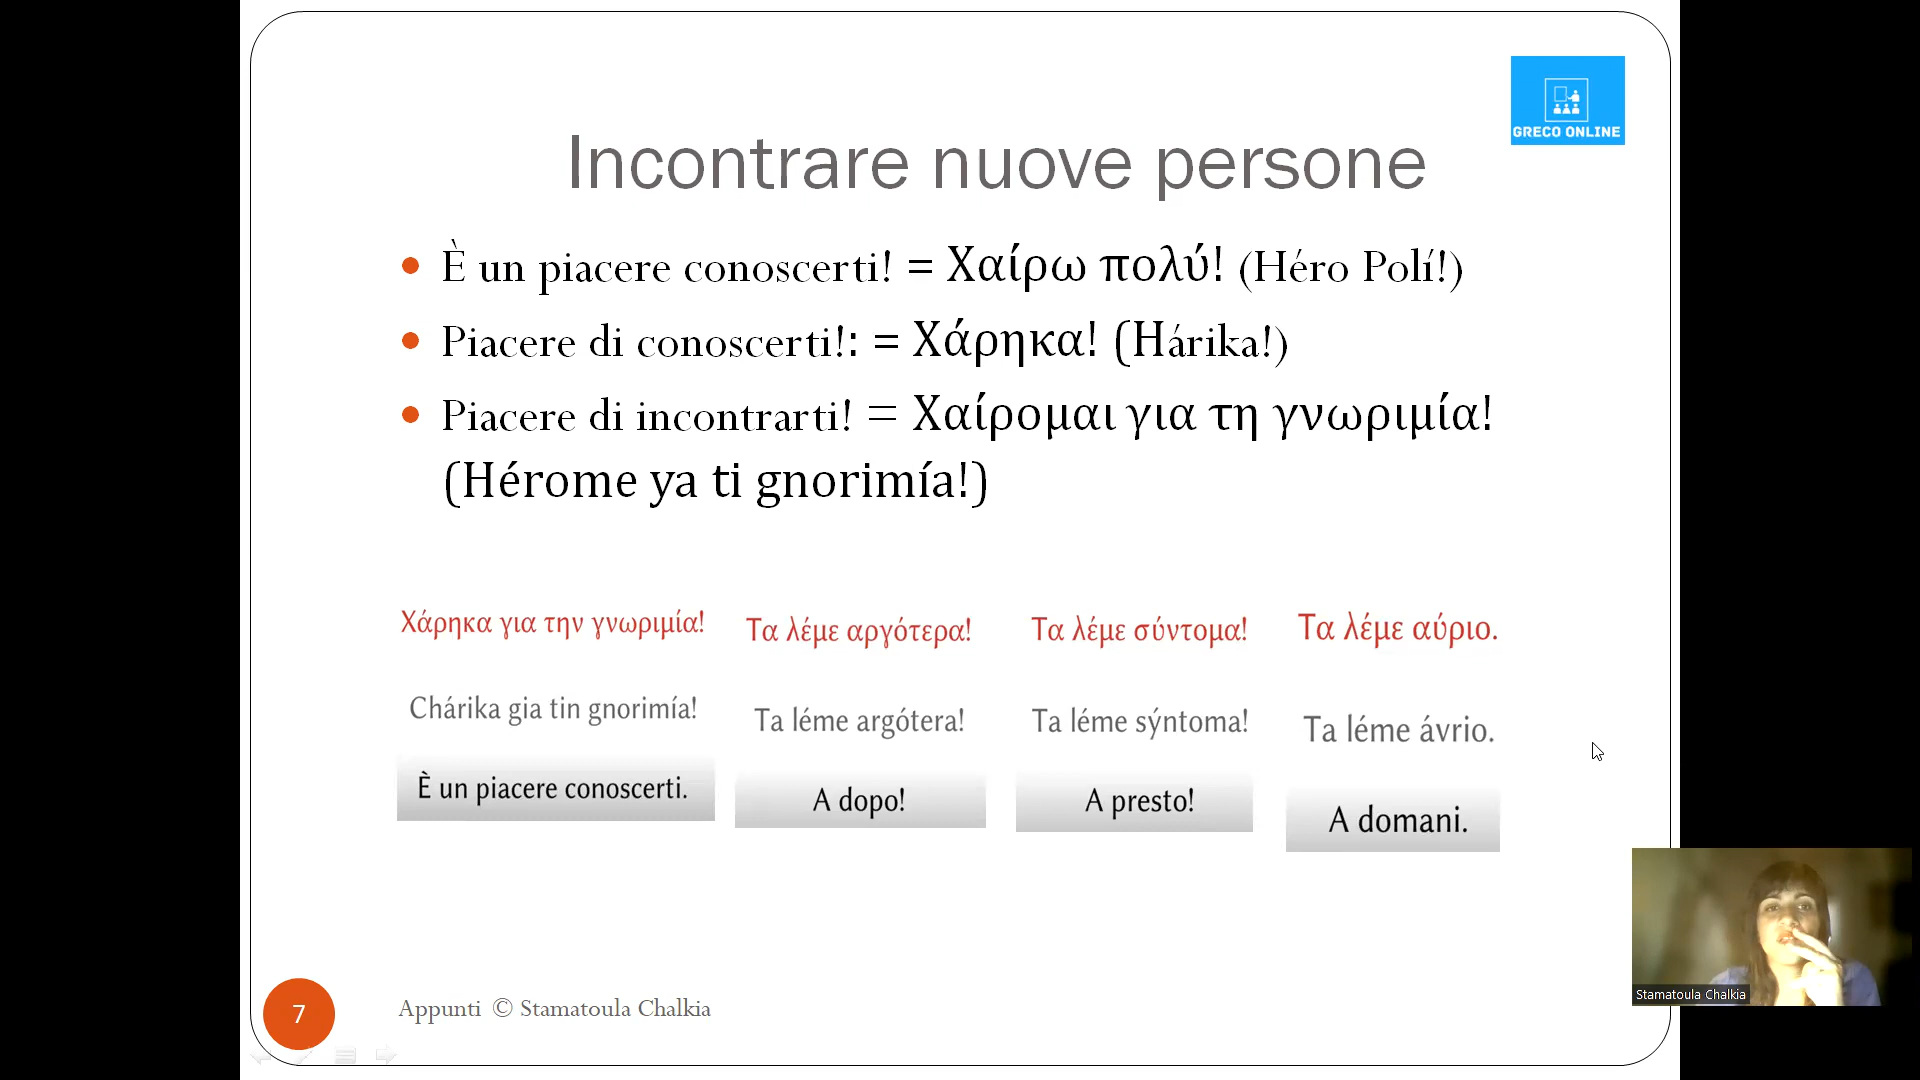 GRECO ONLINE
Incontrare nuove persone
• È un piacere conoscerti! = Χαίρω πολύ! (Héro Polí!)
• Piacere di conoscerti!: = Χάρηκα! (Hárika!)
• Piacere di incontrarti! = Χαίρομαι για τη γνωριμία!
(Hérome ya ti gnorimía!)
Χάρηκα για την γνωριμία!
Chárika gia tin gnorimía!
È un piacere conoscerti.
Τα λέμε αργότερα!
Ta léme argótera!
A dopo!
Τα λέμε σύντομα!
Ta léme sýntoma!
A presto!
Τα λέμε αύριο.
Ta léme ávrio.
A domani.
Stamatoula Chalkia
7
Appunti © Stamatoula Chalkia